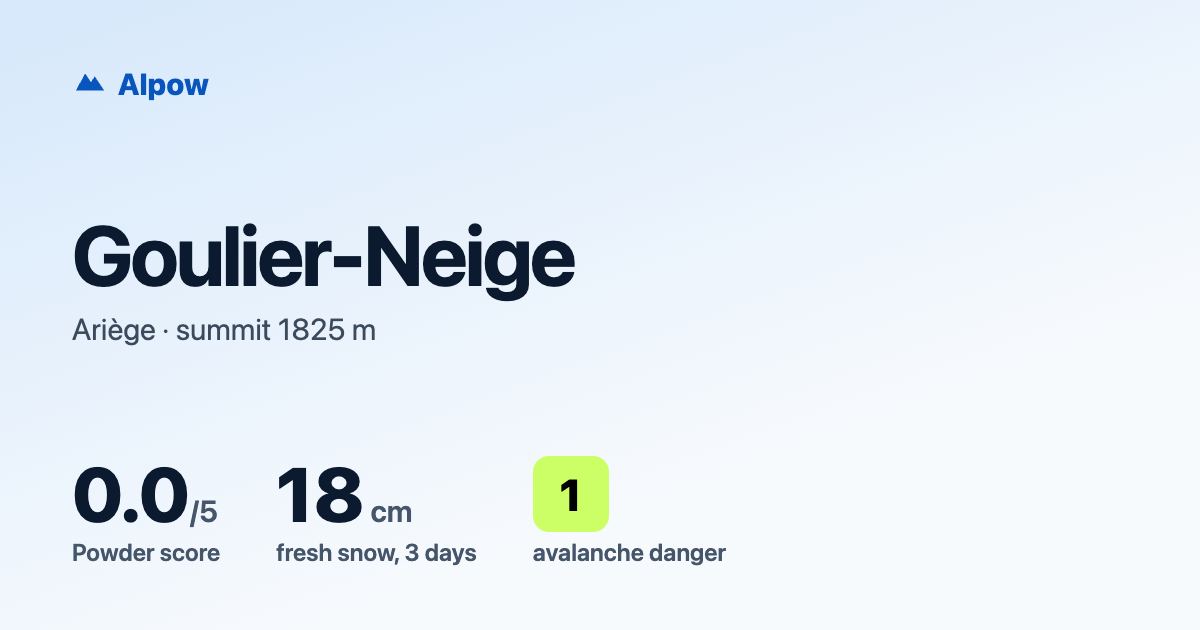 Alpow
Goulier-Neige
Ariège · summit 1825 m
0.0/5
Powder score
18 cm
fresh snow, 3 days
1
avalanche danger